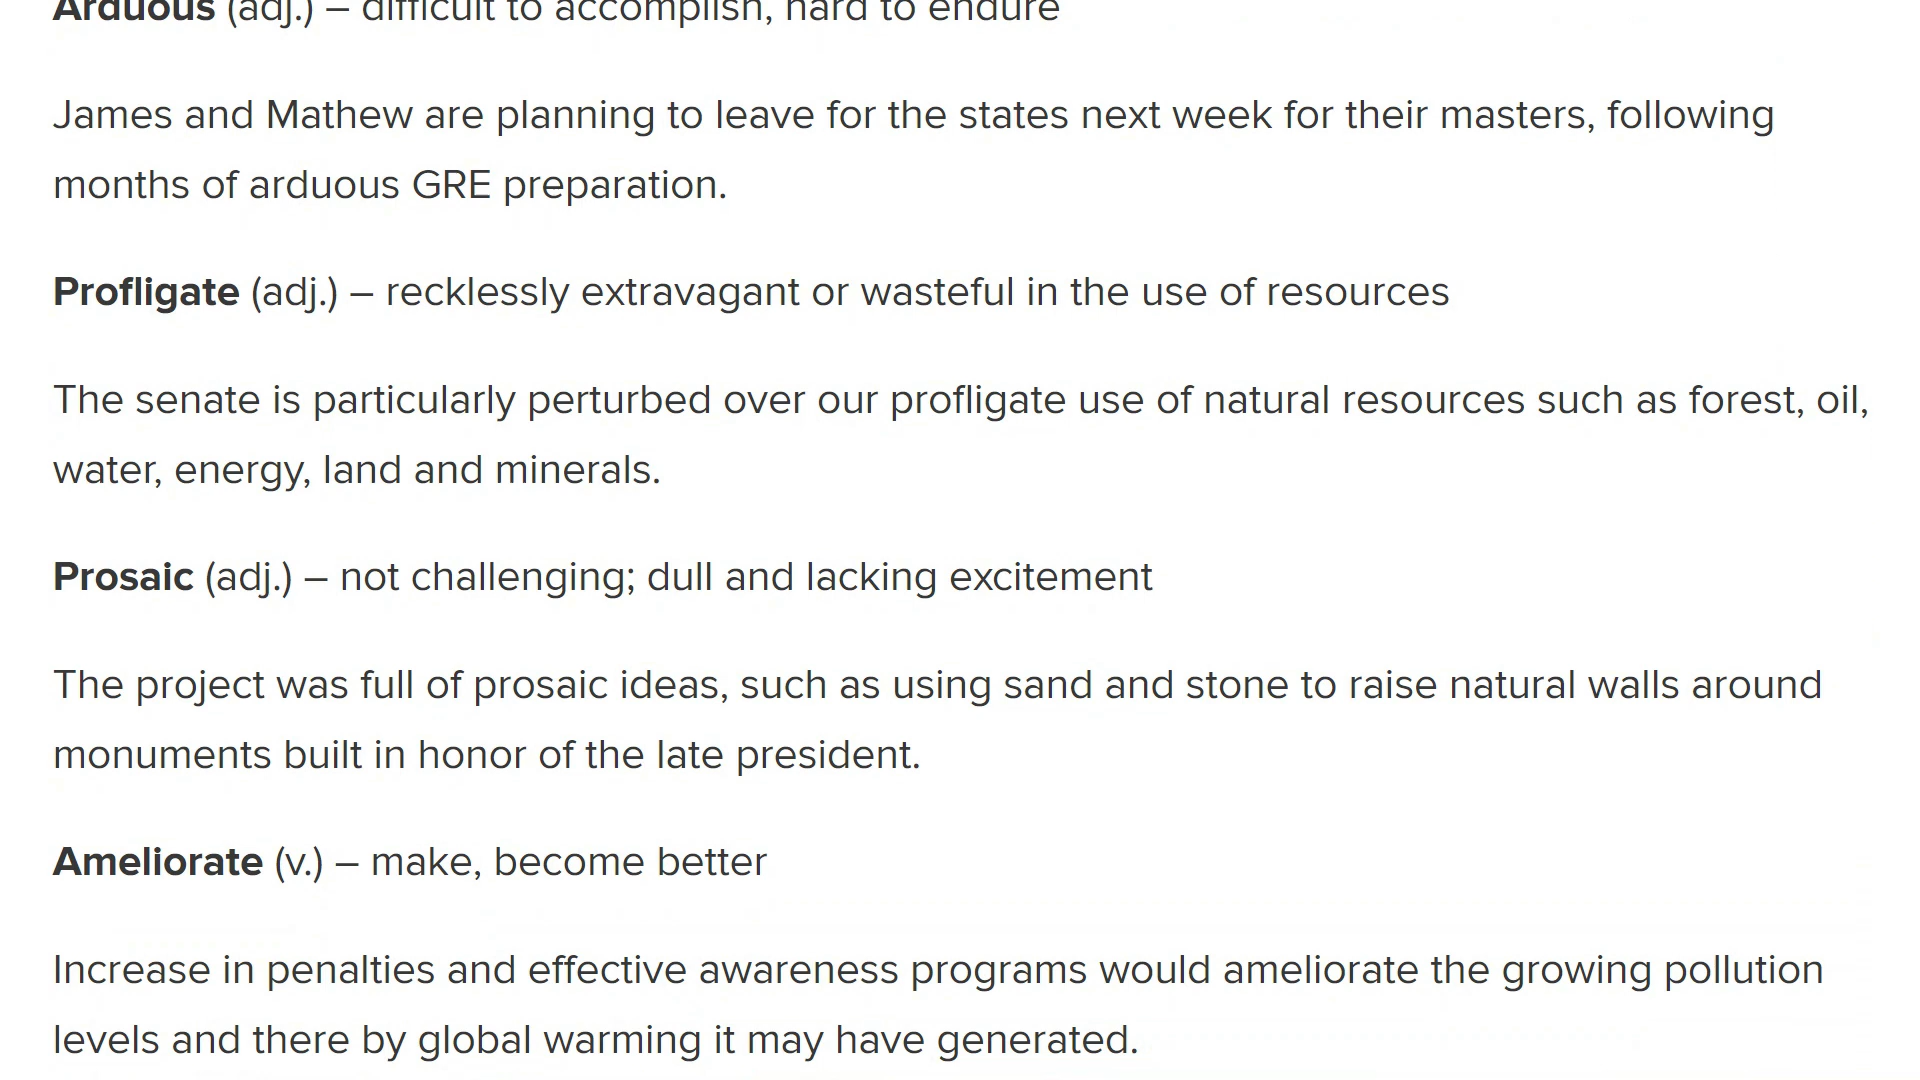 Arduous (adj.) – difficult to accomplish, hard to endure
James and Mathew are planning to leave for the states next week for their masters, following
months of arduous GRE preparation.
Profligate (adj.) – recklessly extravagant or wasteful in the use of resources
The senate is particularly perturbed over our profligate use of natural resources such as forest, oil,
water, energy, land and minerals.
Prosaic (adj.) – not challenging; dull and lacking excitement
The project was full of prosaic ideas, such as using sand and stone to raise natural walls around
monuments built in honor of the late president.
Ameliorate (v.) – make, become better
Increase in penalties and effective awareness programs would ameliorate the growing pollution
levels and there by global warming it may have generated.